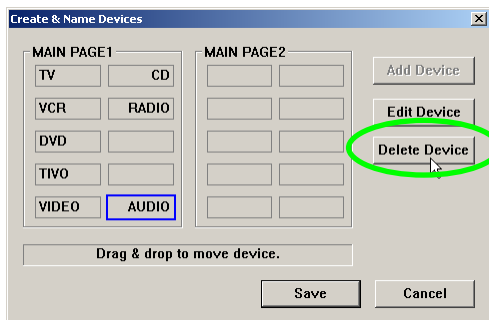 Create & Name Devices
MAIN PAGE1
MAIN PAGE2
TV CD
VCR RADIO
DVD
TIVO
VIDEO AUDIO
Add Device
Edit Device
Delete Device
Drag & drop to move device.
Save Cancel